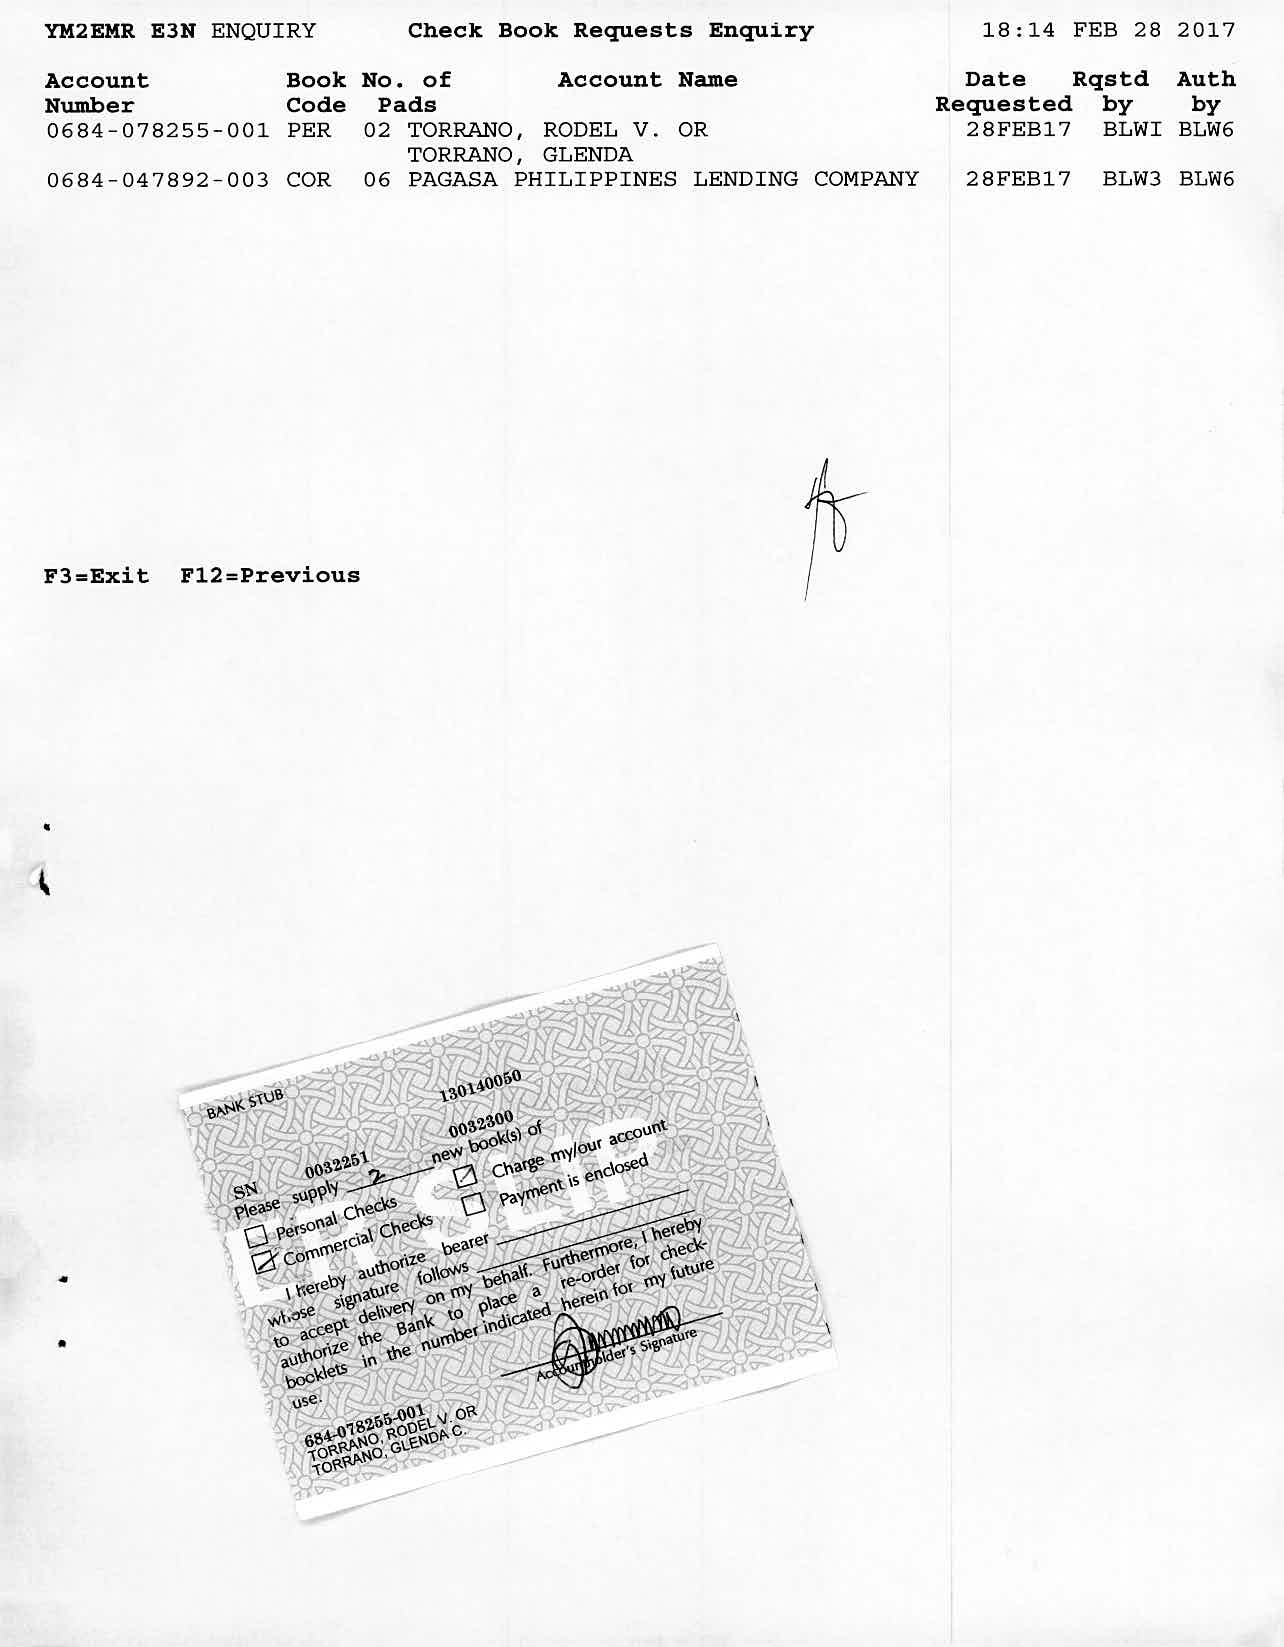 YM2EMR E3N ENQUIRY Check Book Requests Enquiry 18:14 FEB 28 2017
Account Book No. of Account Name Date Rqstd Auth
Number Code Pads Requested by by
0684-078255-001 PER 02 TORRANO, RODEL V. OR 28FEB17 BLWI BLW6
TORRANO, GLENDA
0684-047892-003 COR 06 PAGASA PHILIPPINES LENDING COMPANY 28FEB17 BLW3 BLW6
F3=Exit F12=Previous
BANK STUB 130140050
SN 0032251 0032300
Please supply 2 new book(s) of
Personal Checks Charge my/our account
Commercial Checks Payment is enclosed
I hereby authorize bearer
whose signature follows
to accept delivery on my behalf. Furthermore, I hereby
authorize the Bank to place a re-order for check-
booklets in the number indicated herein for my future
use.
Accountholder's Signature
684-078255-001
TORRANO, RODEL V. OR
TORRANO, GLENDA C.